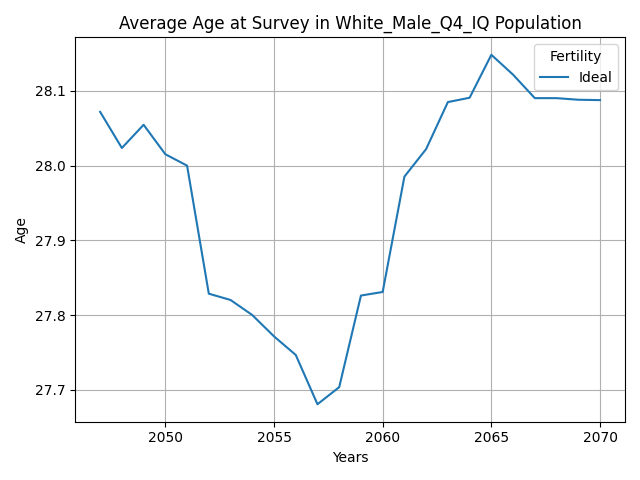 Average Age at Survey in White_Male_Q4_IQ Population
Fertility
Ideal
28.1
28.0
27.9
27.8
27.7
Age
2050 2055 2060 2065 2070
Years